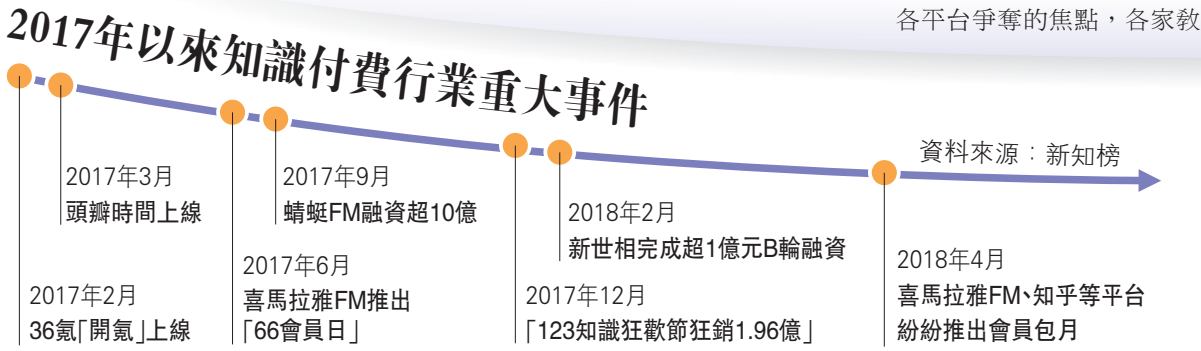 各平台爭奪的焦點，各家教
2017年以來知識付費行業重大事件
資料來源：新知榜
2017年2月
36氪「開氪」上線
2017年3月
頭瓣時間上線
2017年6月
喜馬拉雅FM推出
「66會員日」
2017年9月
蜻蜓FM融資超10億
2017年12月
「123知識狂歡節狂銷1.96億」
2018年2月
新世相完成超1億元B輪融資
2018年4月
喜馬拉雅FM、知乎等平台
紛紛推出會員包月